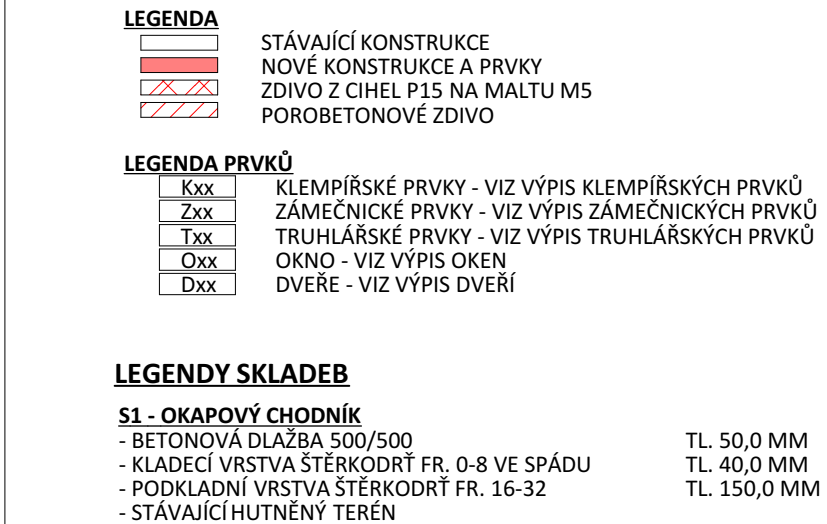 LEGENDA
STÁVAJÍCÍ KONSTRUKCE
NOVÉ KONSTRUKCE A PRVKY
ZDIVO Z CIHEL P15 NA MALTU M5
POROBETONOVÉ ZDIVO
LEGENDA PRVKŮ
Kxx KLEMPÍŘSKÉ PRVKY - VIZ VÝPIS KLEMPÍŘSKÝCH PRVKŮ
Zxx ZÁMEČNICKÉ PRVKY - VIZ VÝPIS ZÁMEČNICKÝCH PRVKŮ
Txx TRUHLÁŘSKÉ PRVKY - VIZ VÝPIS TRUHLÁŘSKÝCH PRVKŮ
Oxx OKNO - VIZ VÝPIS OKEN
Dxx DVEŘE - VIZ VÝPIS DVEŘÍ
LEGENDY SKLADEB
S1 - OKAPOVÝ CHODNÍK
- BETONOVÁ DLAŽBA 500/500 TL. 50,0 MM
- KLADECÍ VRSTVA ŠTĚRKODRŤ FR. 0-8 VE SPÁDU TL. 40,0 MM
- PODKLADNÍ VRSTVA ŠTĚRKODRŤ FR. 16-32 TL. 150,0 MM
- STÁVAJÍCÍ HUTNĚNÝ TERÉN